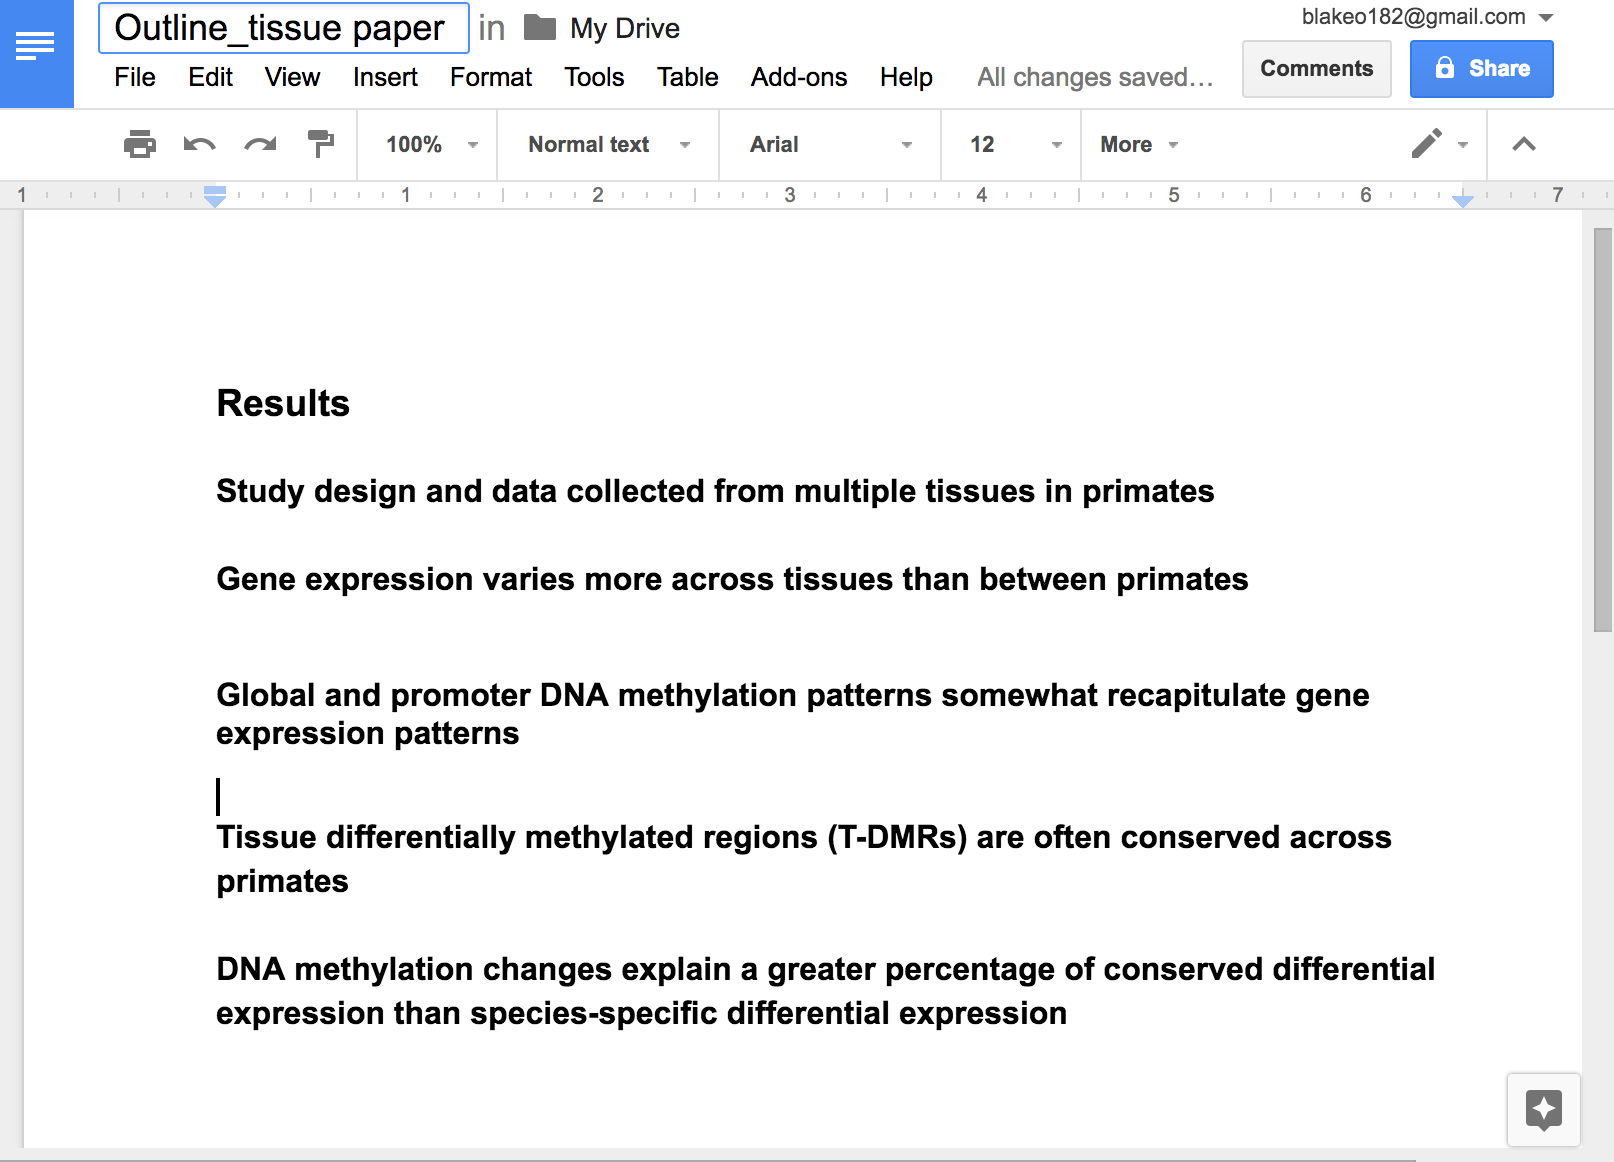 Outline_tissue paper in My Drive
blakeo182@gmail.com
File Edit View Insert Format Tools Table Add-ons Help All changes saved...
Comments
Share
100% Normal text Arial 12 More
1 1 2 3 4 5 6 7
Results
Study design and data collected from multiple tissues in primates
Gene expression varies more across tissues than between primates
Global and promoter DNA methylation patterns somewhat recapitulate gene
expression patterns
Tissue differentially methylated regions (T-DMRs) are often conserved across
primates
DNA methylation changes explain a greater percentage of conserved differential
expression than species-specific differential expression